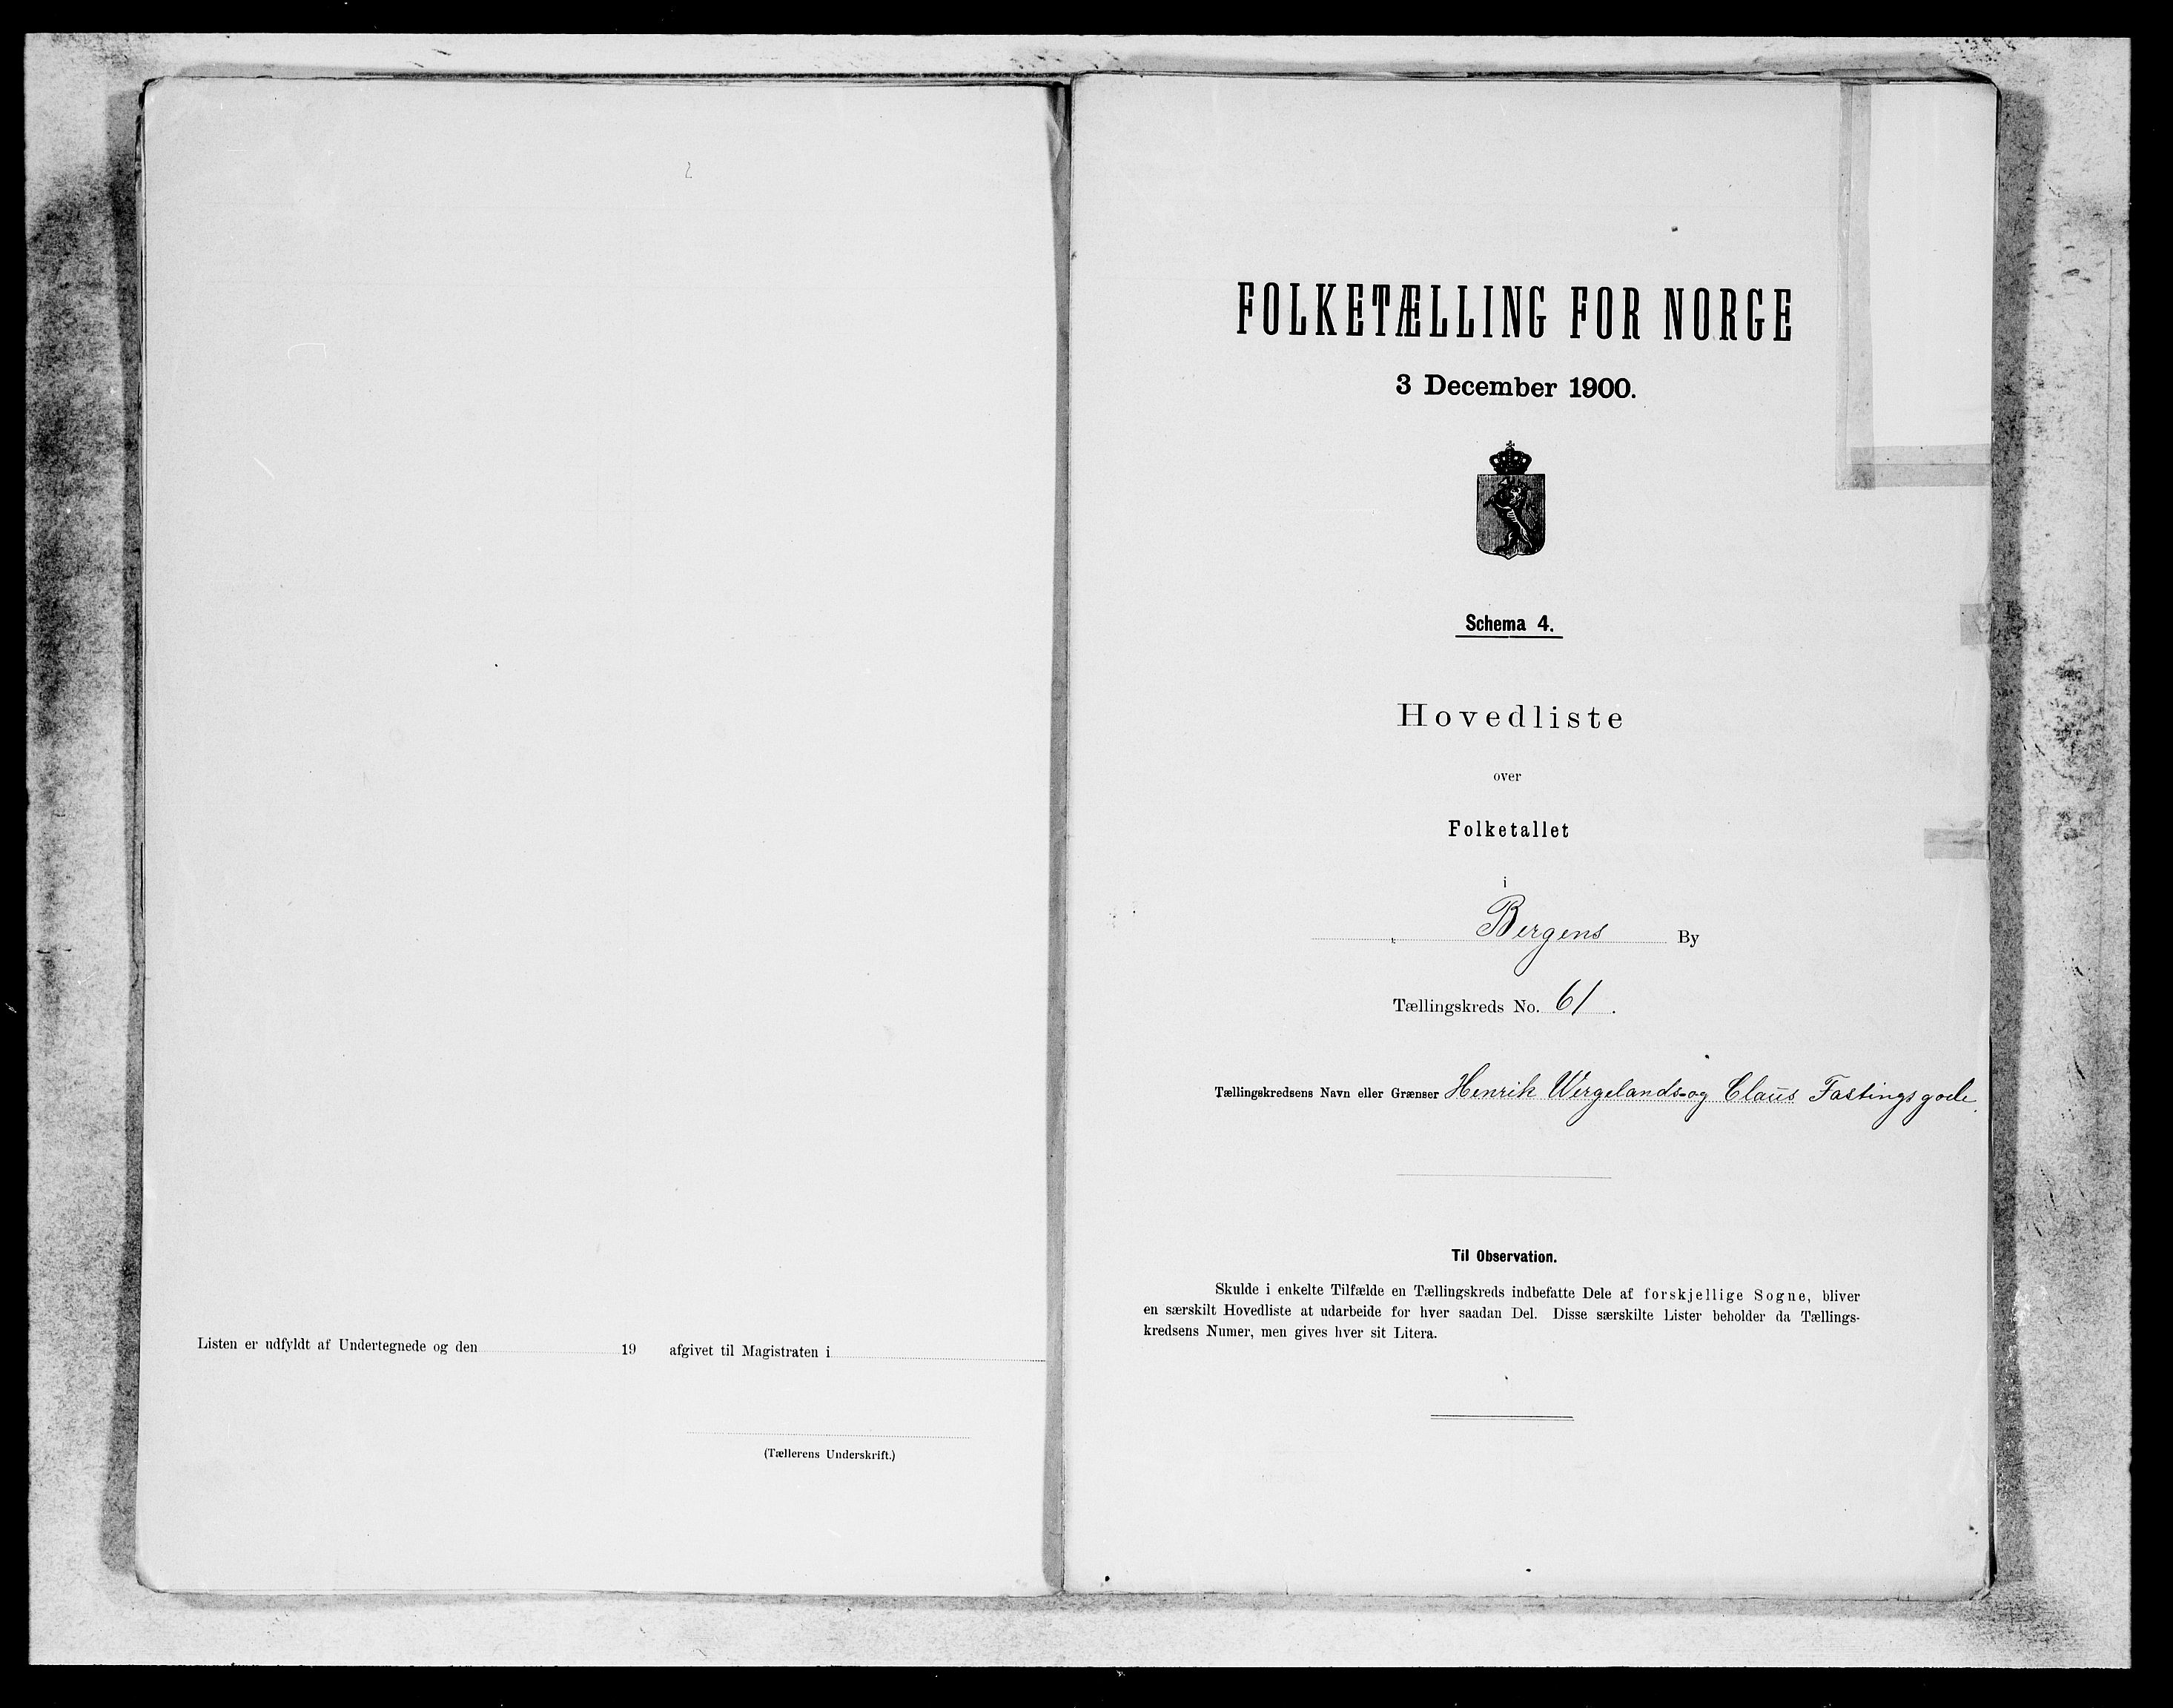 Listen er udfyldt af Undertegnede og den 19 afgivet til Magistraten i
(Tællerens Underskrift.)
FOLKETÆLLING FOR NORGE
3 December 1900.
Schema 4.
Hovedliste
over
Folketallet
i
Bergens By
Tællingskreds No. 61.
Tællingskredsens Navn eller Grænser Henrik Wergelands- og Claus Fastings gade.
Til Observation.
Skulde i enkelte Tilfælde en Tællingskreds indbefatte Dele af forskjellige Sogne, bliver
en særskilt Hovedliste at udarbeide for hver saadan Del. Disse særskilte Lister beholder da Tællings-
kredsens Numer, men gives hver sit Litera.